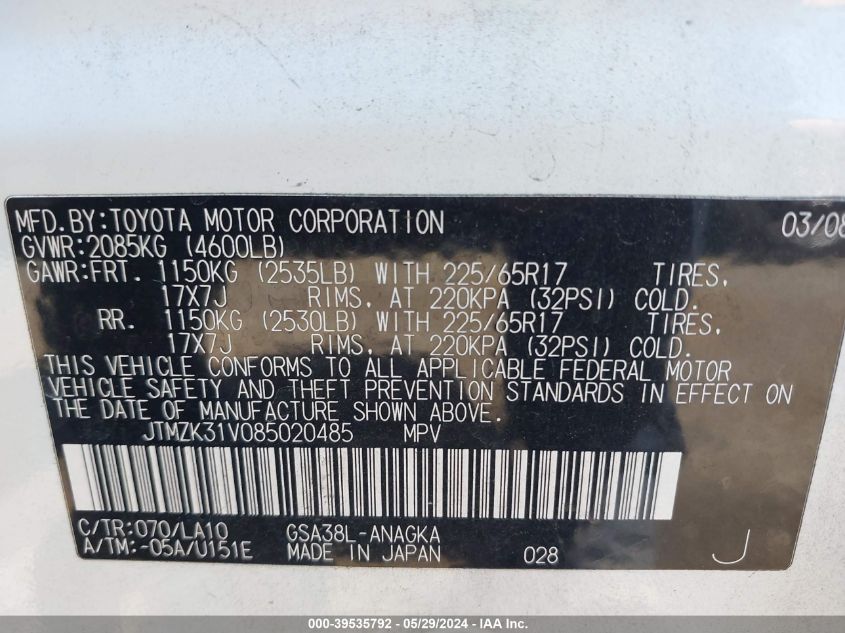 MFD.BY:TOYOTA MOTOR CORPORATION 03/08
GVWR:2085KG (4600LB)
GAWR:FRT. 1150KG (2535LB) WITH 225/65R17 TIRES,
17X7J RIMS, AT 220KPA (32PSI) COLD.
RR. 1150KG (2530LB) WITH 225/65R17 TIRES,
17X7J RIMS, AT 220KPA (32PSI) COLD.
THIS VEHICLE CONFORMS TO ALL APPLICABLE FEDERAL MOTOR
VEHICLE SAFETY AND THEFT PREVENTION STANDARDS IN EFFECT ON
THE DATE OF MANUFACTURE SHOWN ABOVE.
JTMZK31V085020485 MPV
C/TR:070/LA10 GSA38L-ANAGKA
A/TM:-05A/U151E MADE IN JAPAN 028 J
000-39535792 - 05/29/2024 - IAAI.com